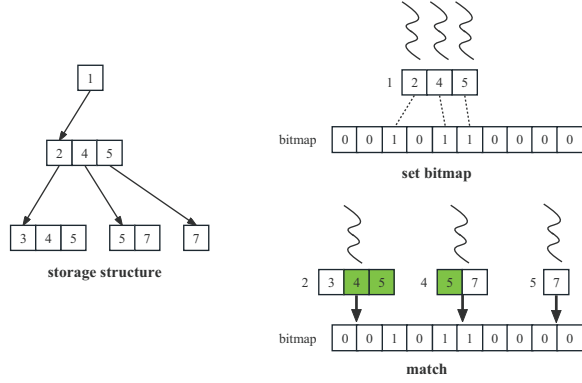 1
2 4 5
3 4 5 5 7 7
storage structure
1 2 4 5
bitmap 0 0 1 0 1 1 0 0 0 0
set bitmap
2 3 4 5 4 5 7 5 7
bitmap 0 0 1 0 1 1 0 0 0 0
match